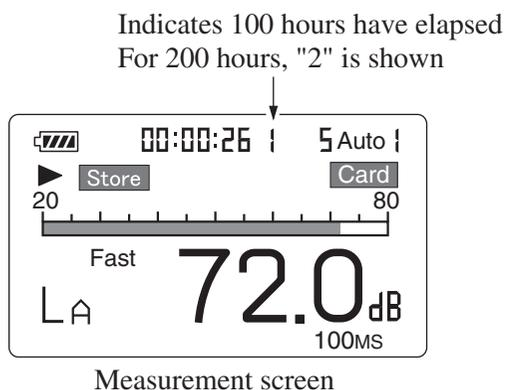 Indicates 100 hours have elapsed
For 200 hours, "2" is shown
00:00:26 1 5 Auto 1
Store Card
20 80
Fast
LA 72.0dB
100MS
Measurement screen